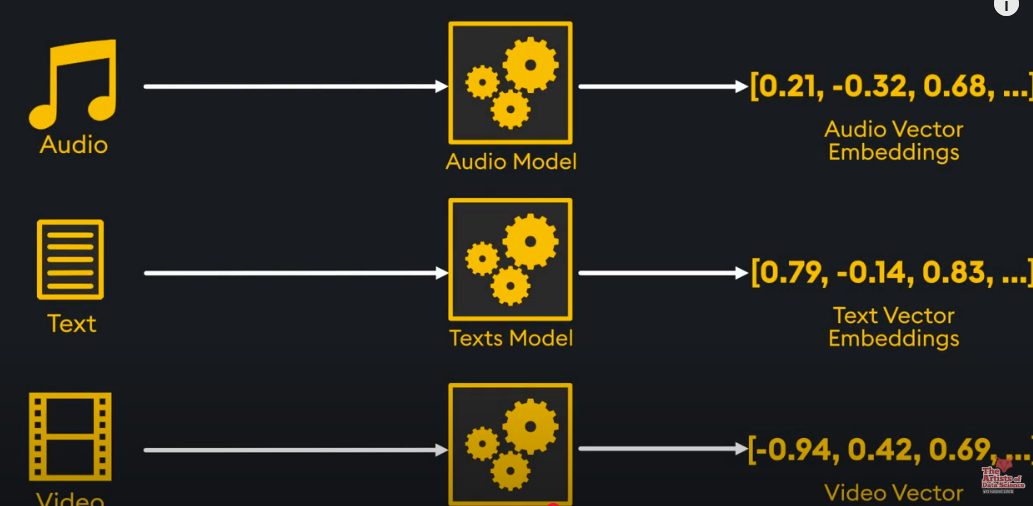 [0.21, -0.32, 0.68, ...]
Audio
Audio Model
Audio Vector
Embeddings
[0.79, -0.14, 0.83, ...]
Text
Texts Model
Text Vector
Embeddings
[-0.94, 0.42, 0.69, ...
Video
Video Vector
The
Artists of
Data Science